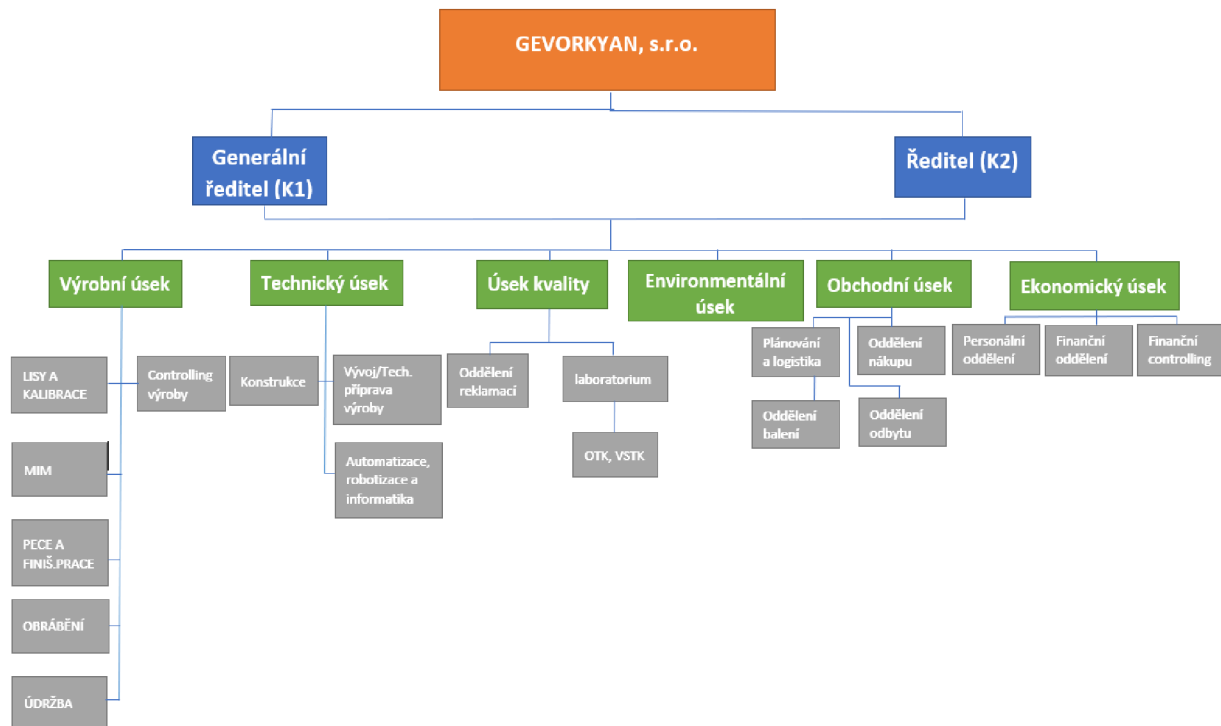 GEVORKYAN, s.r.o.
Generální
ředitel (K1)
Ředitel (K2)
Výrobní úsek
Technický úsek
Úsek kvality
Environmentální
úsek
Obchodní úsek
Ekonomický úsek
LISY A
KALIBRACE
Controlling
výroby
Konstrukce
Vývoj/Tech.
příprava
výroby
Oddělení
reklamací
laboratorium
Plánování
a logistika
Oddělení
nákupu
Personální
oddělení
Finanční
oddělení
Finanční
controlling
MIM
Automatizace,
robotizace a
informatika
OTK, VSTK
Oddělení
balení
Oddělení
odbytu
PECE A
FINIŠ.PRACE
OBRÁBĚNÍ
ÚDRŽBA